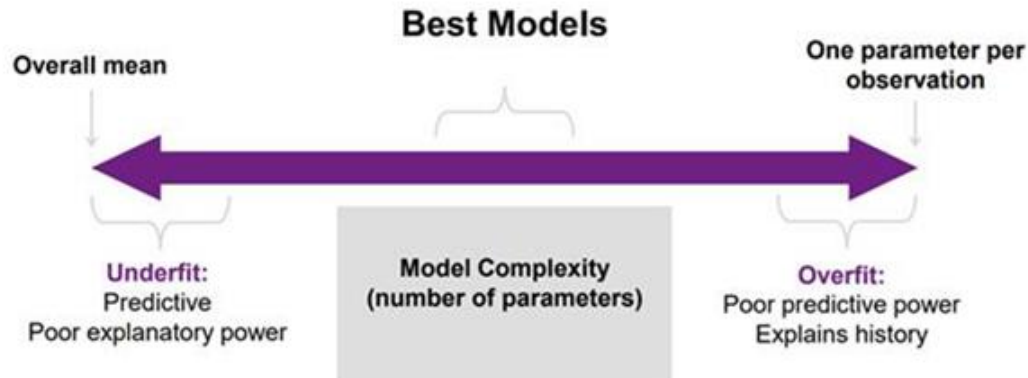 Best Models
Overall mean
One parameter per
observation
Underfit:
Predictive
Poor explanatory power
Model Complexity
(number of parameters)
Overfit:
Poor predictive power
Explains history